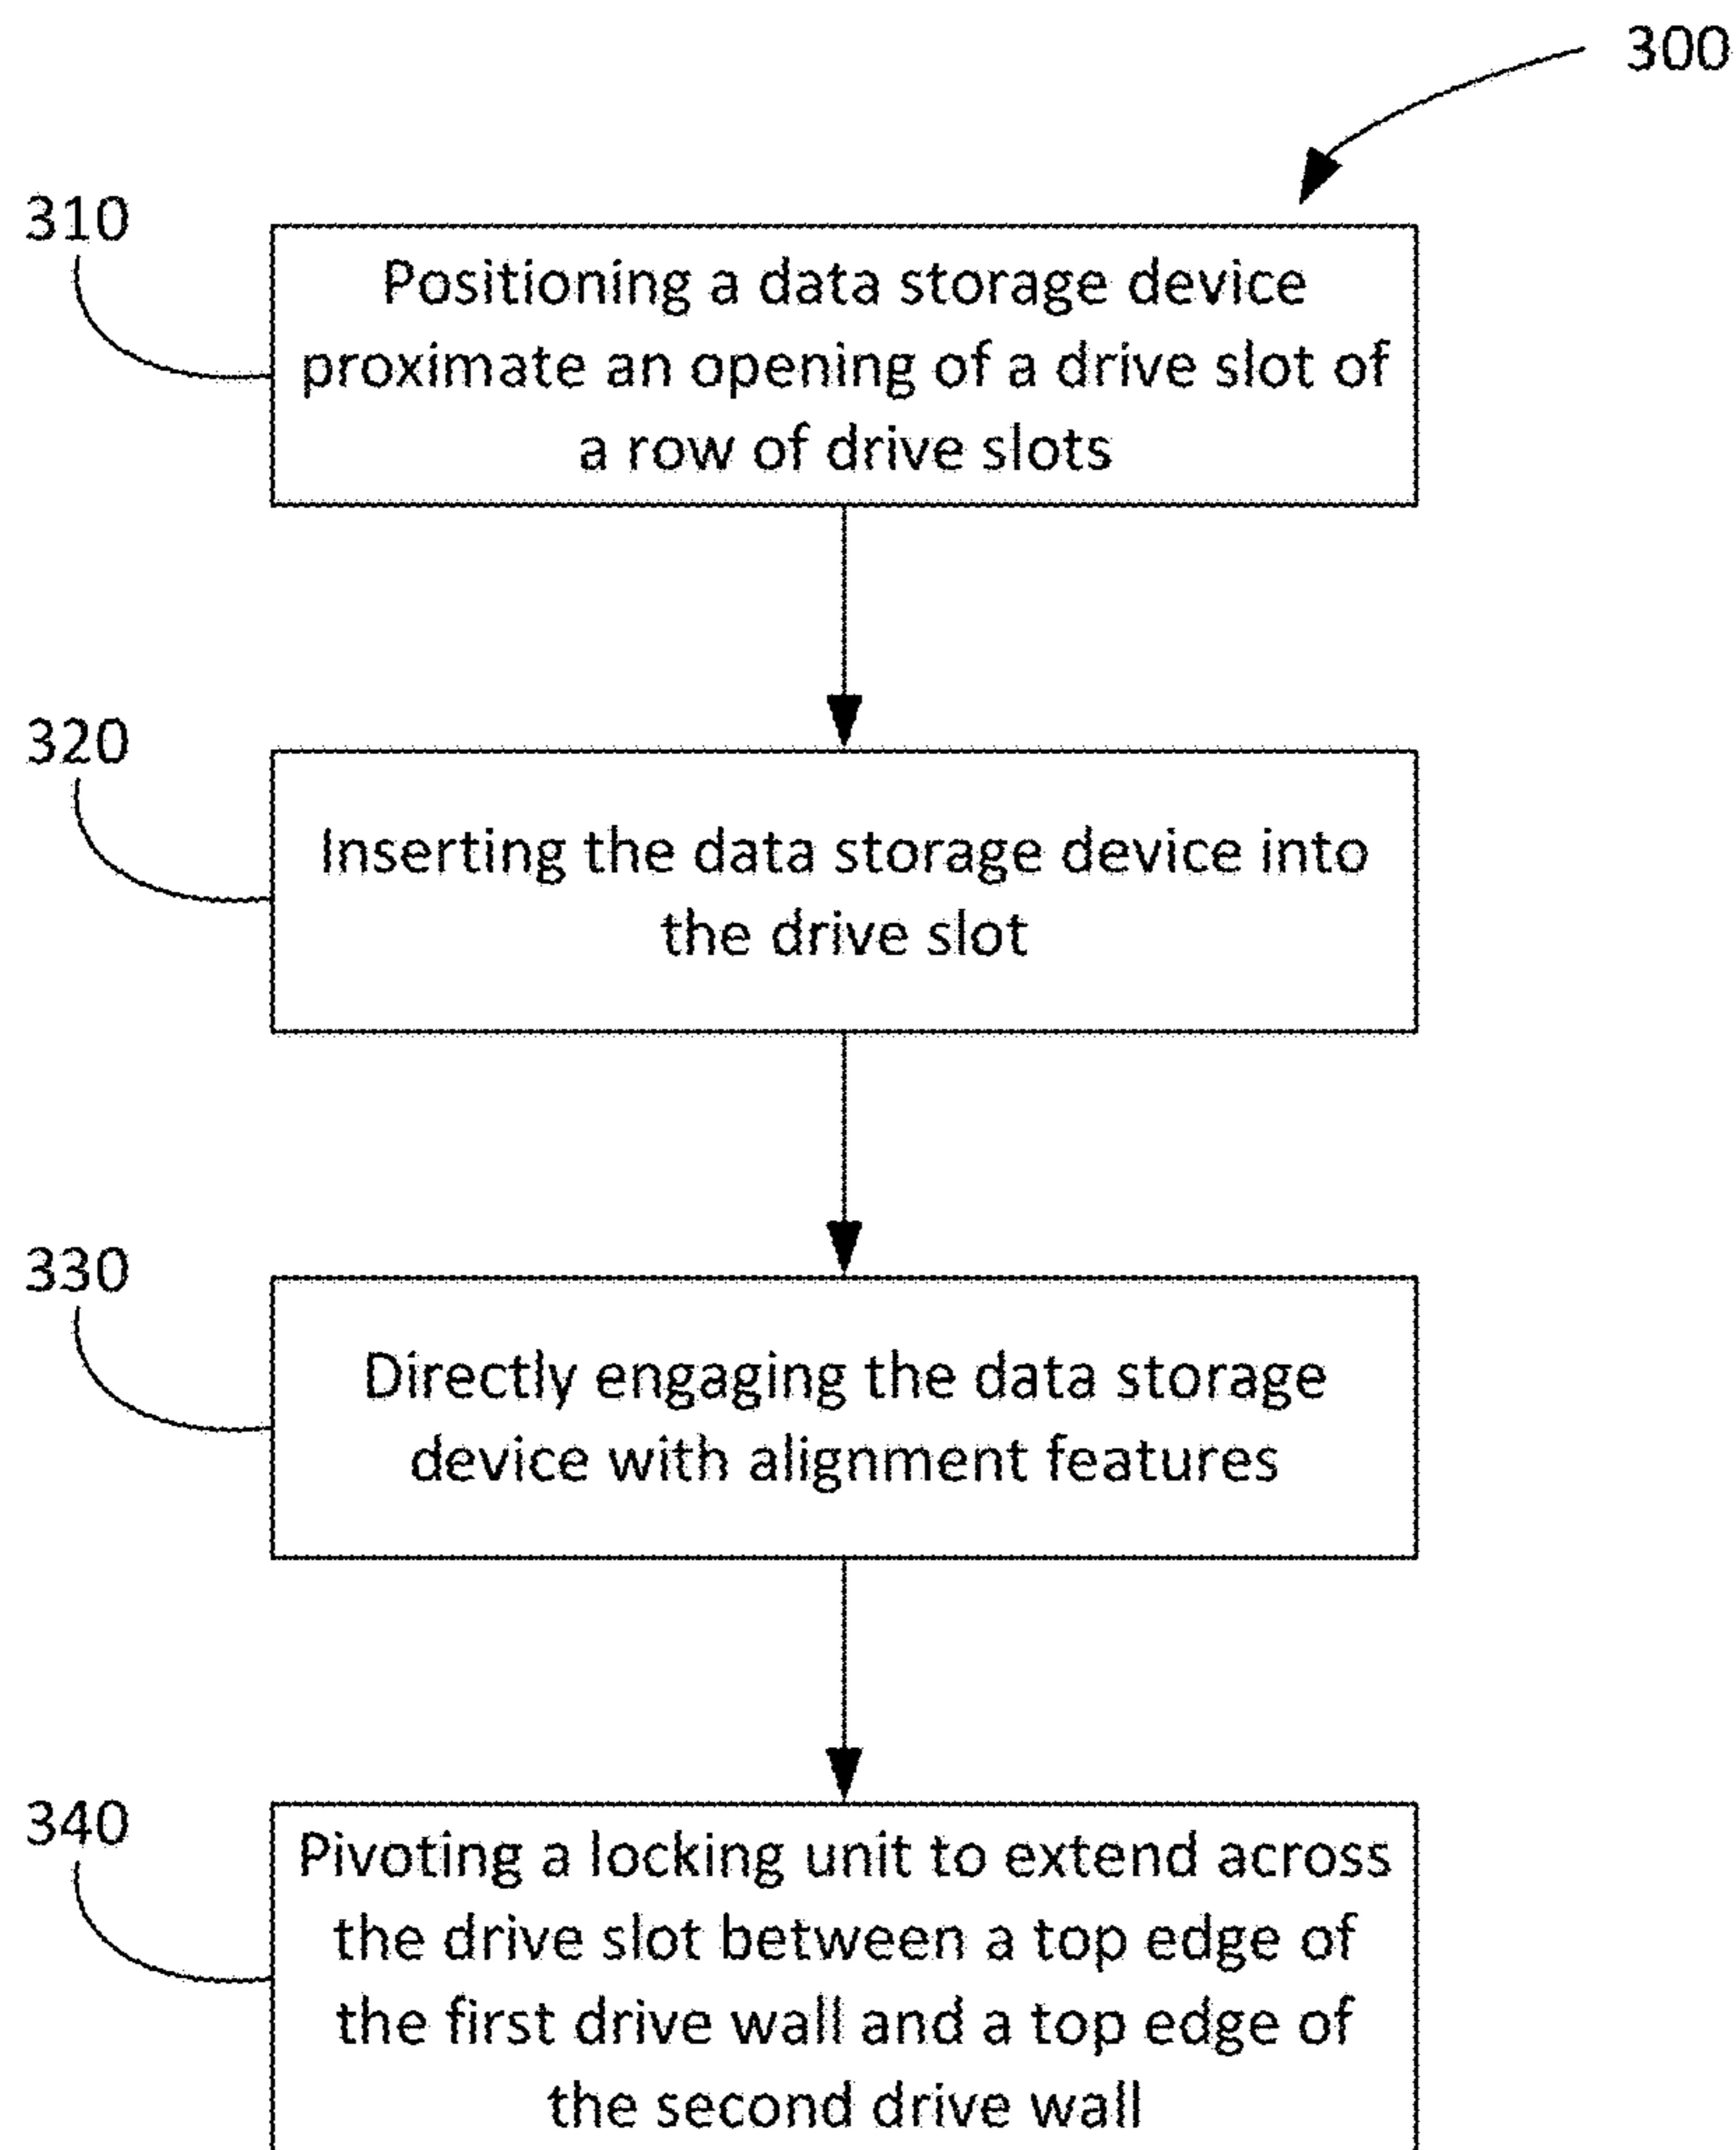 300
310
Positioning a data storage device
proximate an opening of a drive slot of
a row of drive slots
320
Inserting the data storage device into
the drive slot
330
Directly engaging the data storage
device with alignment features
340
Pivoting a locking unit to extend across
the drive slot between a top edge of
the first drive wall and a top edge of
the second drive wall